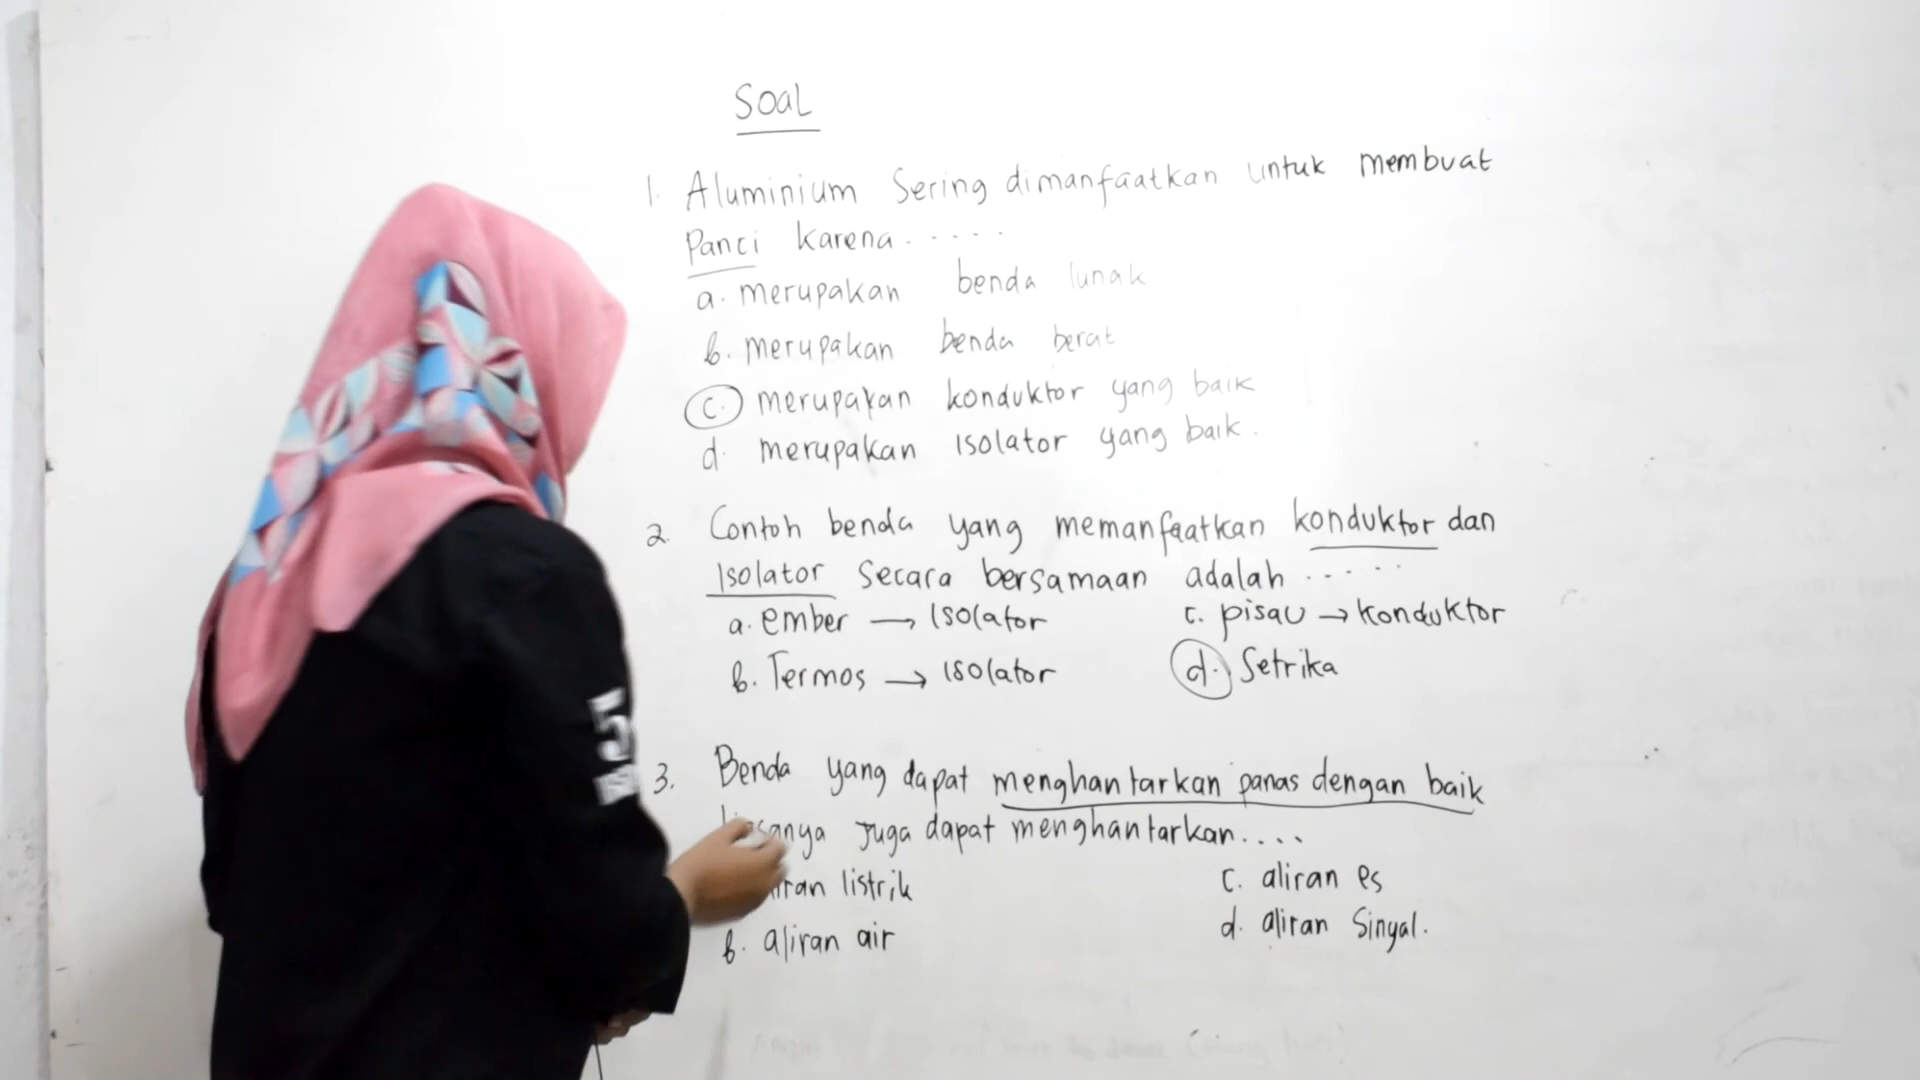 Soal
1. Aluminium Sering dimanfaatkan untuk membuat
Panci karena.....
a. merupakan benda lunak
b. merupakan benda berat
c. merupakan konduktor yang baik
d. merupakan Isolator yang baik.
2. Contoh benda yang memanfaatkan konduktor dan
Isolator Secara bersamaan adalah .....
a. ember → Isolator c. pisau → Konduktor
b. Termos → Isolator d. Setrika
3. Benda yang dapat menghantarkan panas dengan baik
juga dapat menghantarkan....
listrik c. aliran es
b. aliran air d. aliran Sinyal.
5